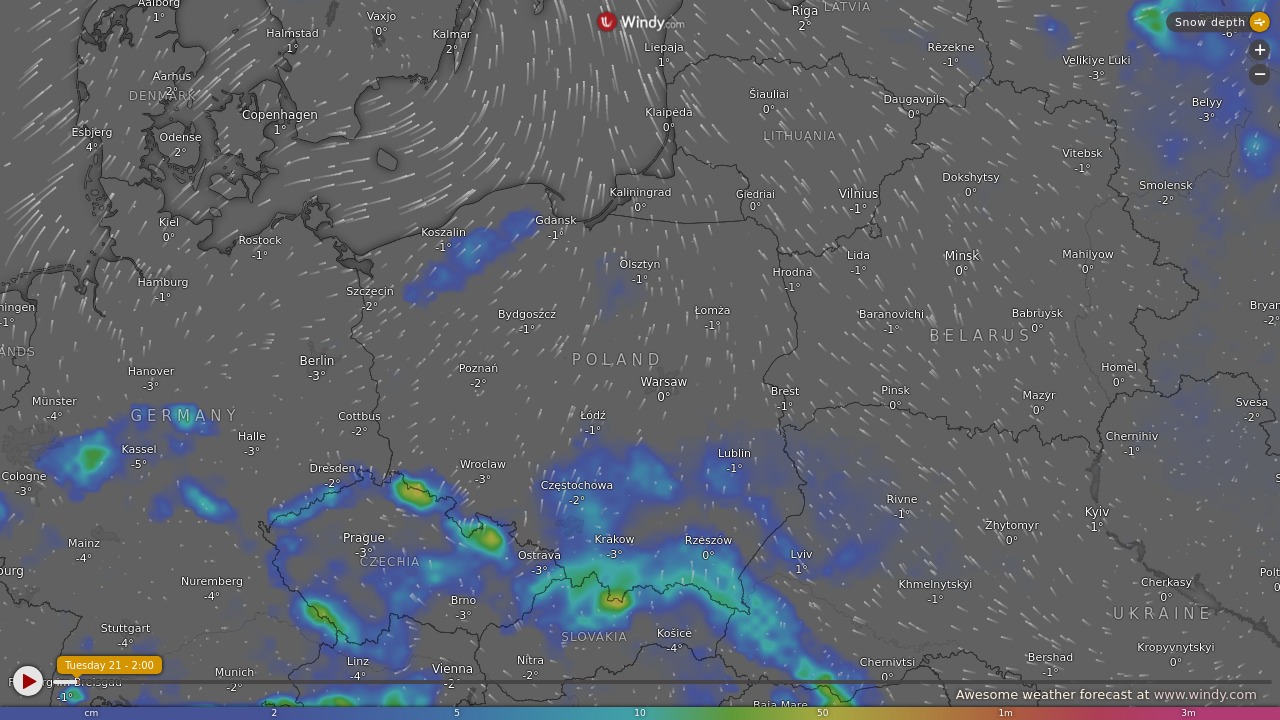 Aalborg
1°
Halmstad
1°
Vaxjo
0°
Kalmar
2°
Windy.com
Liepaja
1°
Riga
2°
LATVIA
Rēzekne
-1°
Velikiye Luki
-3°
Snow depth
-6°
+
−
Aarhus
2°
DENMARK
Copenhagen
1°
Esbjerg
4°
Odense
2°
Klaipėda
0°
Šiauliai
0°
LITHUANIA
Daugavpils
0°
Belyy
-3°
Vitebsk
-1°
Kiel
0°
Rostock
-1°
Koszalin
-1°
Gdansk
-1°
Kaliningrad
0°
Giedriai
0°
Vilnius
-1°
Dokshytsy
0°
Smolensk
-2°
Hamburg
-1°
Szczecin
-2°
Olsztyn
-1°
Hrodna
-1°
Lida
-1°
Minsk
0°
Mahilyow
0°
ningen
-1°
ANDS
Bydgoszcz
-1°
Łomża
-1°
Baranovichi
-1°
BELARUS
Babruysk
0°
Bryan
-2°
Hanover
-3°
Berlin
-3°
Poznań
-2°
POLAND
Warsaw
0°
Brest
-1°
Pinsk
0°
Mazyr
0°
Homel
0°
Münster
-4°
GERMANY
Cottbus
-2°
Łódź
-1°
Svesa
-2°
Kassel
-5°
Halle
-3°
Chernihiv
-1°
Cologne
-3°
Dresden
-2°
Wroclaw
-3°
Częstochowa
-2°
Lublin
-1°
Rivne
-1°
S
Mainz
-4°
Prague
-3°
CZECHIA
Ostrava
-3°
Krakow
-3°
Rzeszów
0°
Lviv
1°
Zhytomyr
0°
Kyiv
1°
ourg
Nuremberg
-4°
Brno
-3°
Khmelnytskyi
-1°
Cherkasy
0°
Polt
0
UKRAINE
Stuttgart
-4°
SLOVAKIA
Košice
-4°
Tuesday 21 - 2:00
-1°
Munich
-2°
Linz
-4°
Vienna
-2°
Nitra
-2°
Chernivtsi
0°
Bershad
-1°
Kropyvnytskyi
0°
Baia Mare
Awesome weather forecast at www.windy.com
cm 2 5 10 50 1m 3m